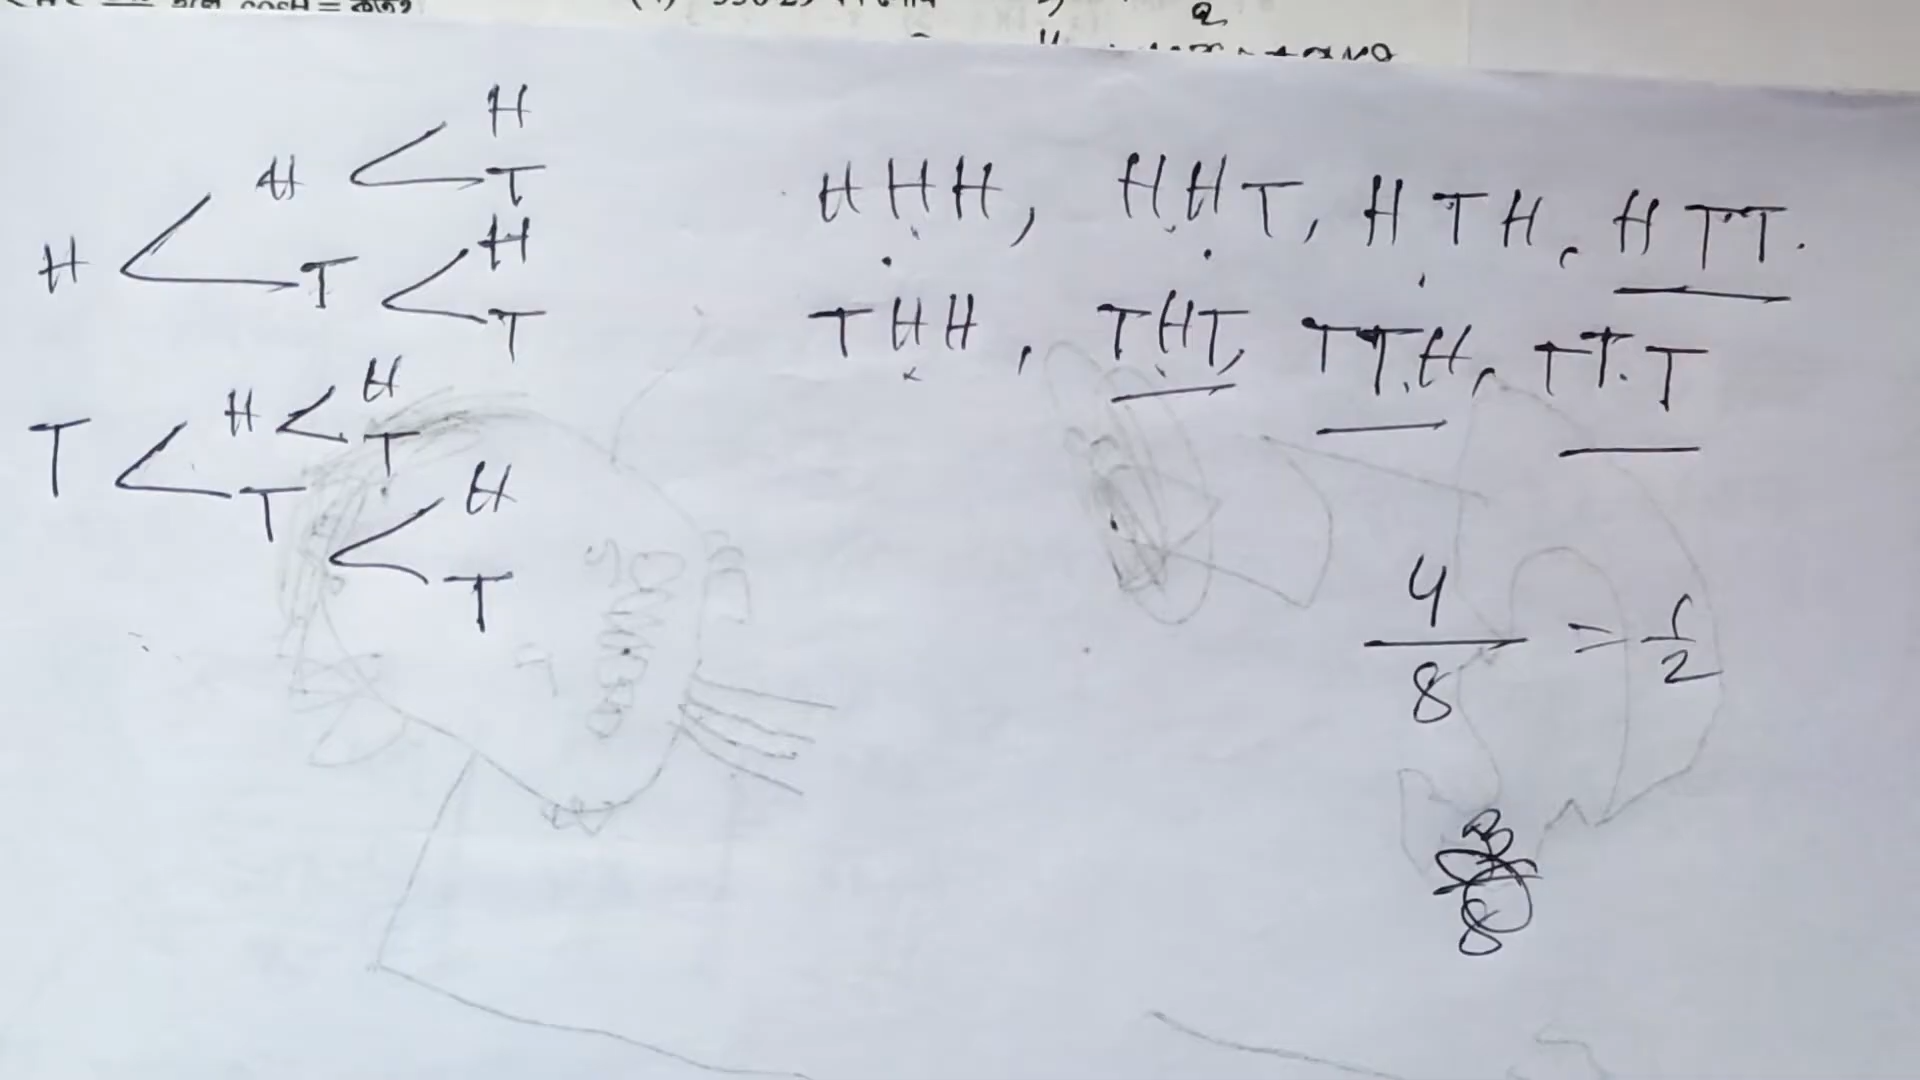 H
H
T
H
H
T
T
H
H
T
H
T
T
H
T
HHH, HHT, HTH, HTT.
THH, THT, TTH, TTT
4
8
= 1
2